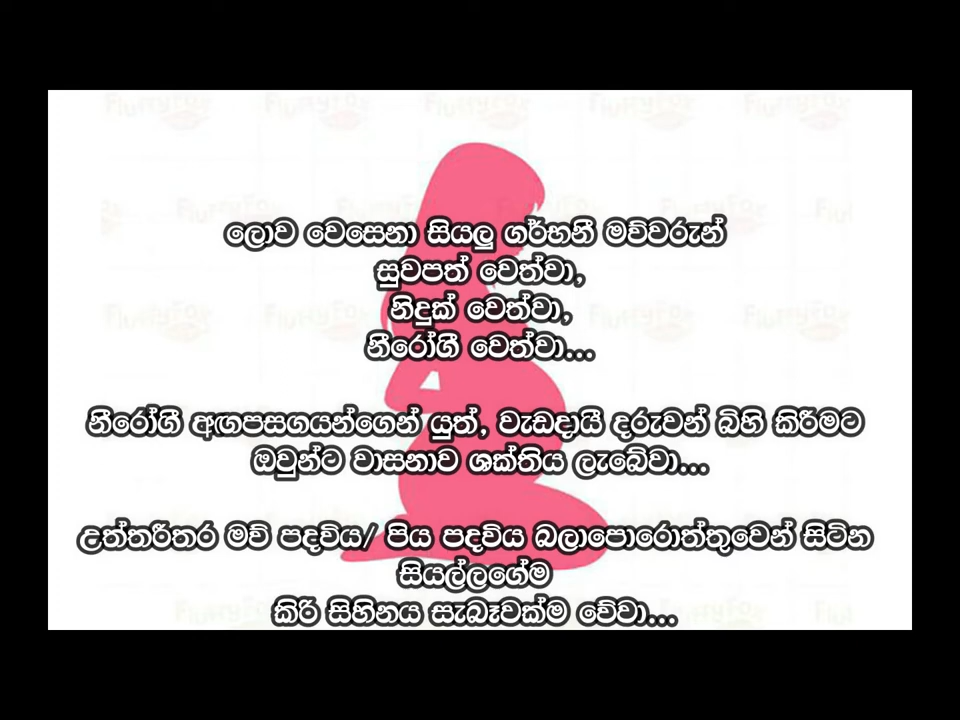 ලොව වෙසෙනා සියලු ගර්භනී මව්වරුන්
සුවපත් වෙත්වා,
නිදුක් වෙත්වා,
නීරෝගී වෙත්වා...
නීරෝගී අඟපසඟයන්ගෙන් යුත්, වැඩදායී දරුවන් බිහි කිරීමට
ඔවුන්ට වාසනාව ශක්තිය ලැබේවා...
උත්තරීතර මව් පදවිය/ පිය පදවිය බලාපොරොත්තුවෙන් සිටින
සියල්ලගේම
කිරි සිහිනය සැබෑවක්ම වේවා...